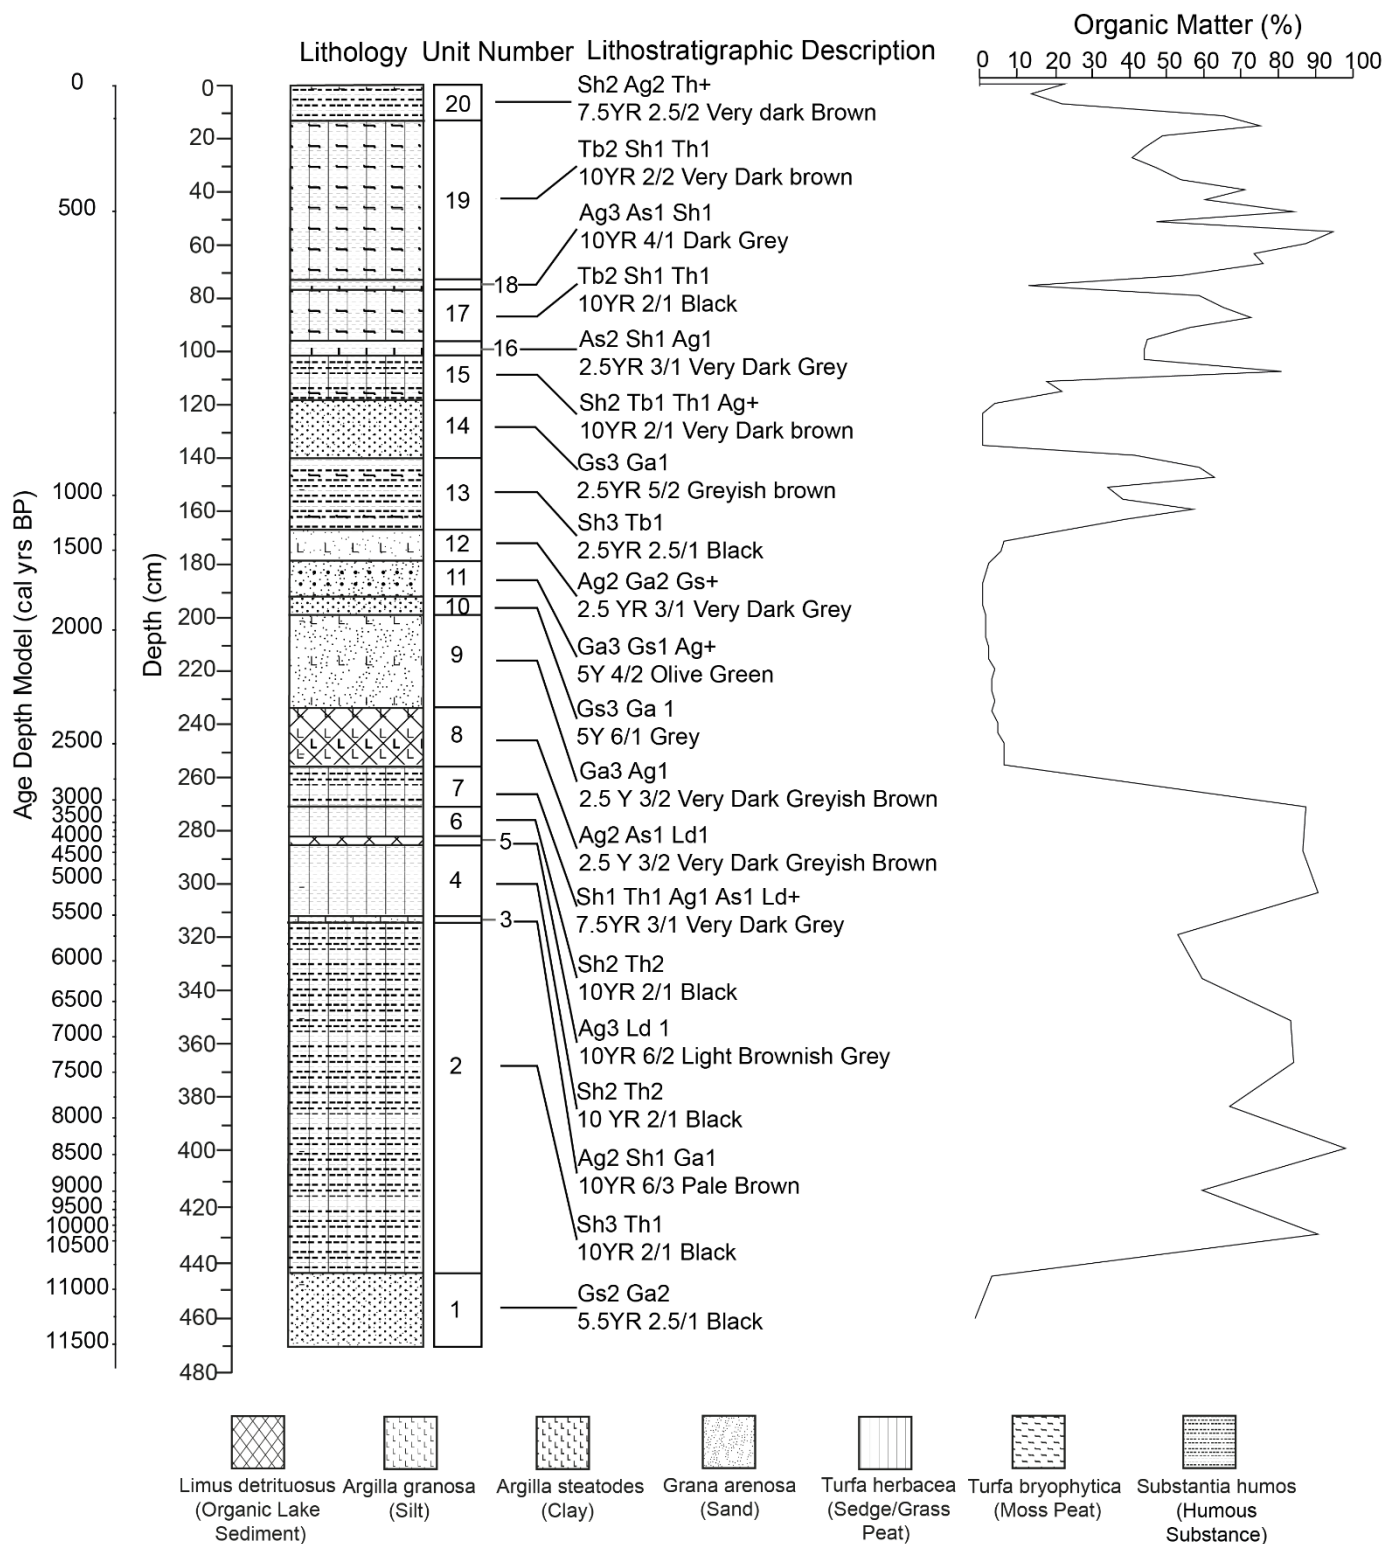 Organic Matter (%)
Lithology Unit Number Lithostratigraphic Description
0 10 20 30 40 50 60 70 80 90 100
Age Depth Model (cal yrs BP)
0
500
1000
1500
2000
2500
3000
3500
4000
4500
5000
5500
6000
6500
7000
7500
8000
8500
9000
9500
10000
10500
11000
11500
Depth (cm)
0
20
40
60
80
100
120
140
160
180
200
220
240
260
280
300
320
340
360
380
400
420
440
460
480
20
19
18
17
16
15
14
13
12
11
10
9
8
7
6
5
4
3
2
1
Sh2 Ag2 Th+
7.5YR 2.5/2 Very dark Brown
Tb2 Sh1 Th1
10YR 2/2 Very Dark brown
Ag3 As1 Sh1
10YR 4/1 Dark Grey
Tb2 Sh1 Th1
10YR 2/1 Black
As2 Sh1 Ag1
2.5YR 3/1 Very Dark Grey
Sh2 Tb1 Th1 Ag+
10YR 2/1 Very Dark brown
Gs3 Ga1
2.5YR 5/2 Greyish brown
Sh3 Tb1
2.5YR 2.5/1 Black
Ag2 Ga2 Gs+
2.5 YR 3/1 Very Dark Grey
Ga3 Gs1 Ag+
5Y 4/2 Olive Green
Gs3 Ga 1
5Y 6/1 Grey
Ga3 Ag1
2.5 Y 3/2 Very Dark Greyish Brown
Ag2 As1 Ld1
2.5 Y 3/2 Very Dark Greyish Brown
Sh1 Th1 Ag1 As1 Ld+
7.5YR 3/1 Very Dark Grey
Sh2 Th2
10YR 2/1 Black
Ag3 Ld 1
10YR 6/2 Light Brownish Grey
Sh2 Th2
10 YR 2/1 Black
Ag2 Sh1 Ga1
10YR 6/3 Pale Brown
Sh3 Th1
10YR 2/1 Black
Gs2 Ga2
5.5YR 2.5/1 Black
Limus detrituosus
(Organic Lake
Sediment)
Argilla granosa
(Silt)
Argilla steatodes
(Clay)
Grana arenosa
(Sand)
Turfa herbacea
(Sedge/Grass
Peat)
Turfa bryophytica
(Moss Peat)
Substantia humos
(Humous
Substance)